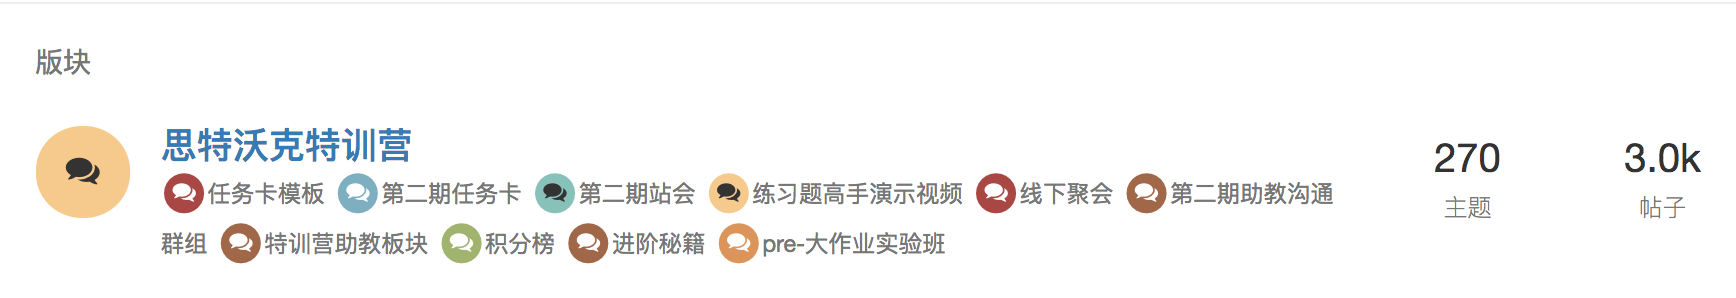 版块
思特沃克特训营
任务卡模板 第二期任务卡 第二期站会 练习题高手演示视频 线下聚会 第二期助教沟通
群组 特训营助教板块 积分榜 进阶秘籍 pre-大作业实验班
270
主题
3.0k
帖子